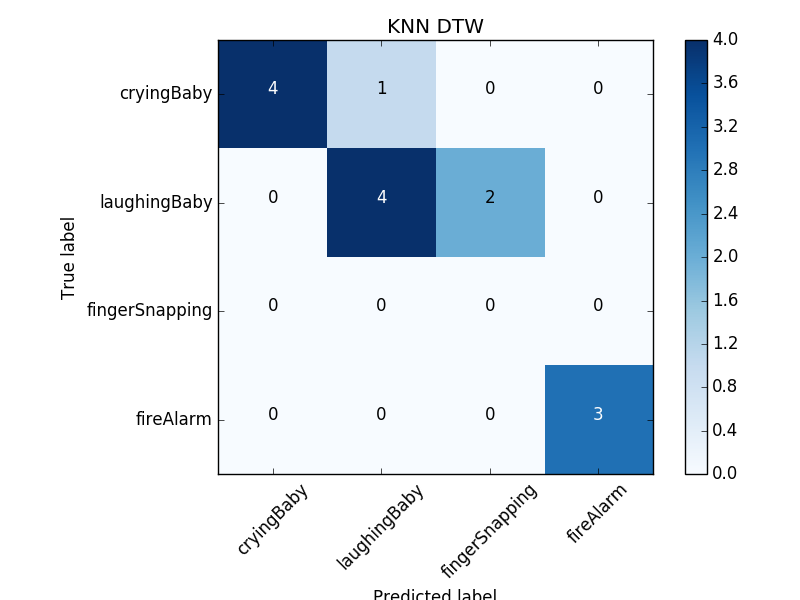 KNN DTW
cryingBaby 4 1 0 0 4.0
3.6
3.2
laughingBaby 0 4 2 0 2.8
2.4
True label
2.0
fingerSnapping 0 0 0 0 1.6
1.2
0.8
fireAlarm 0 0 0 3 0.4
0.0
cryingBaby laughingBaby fingerSnapping fireAlarm
Predicted label